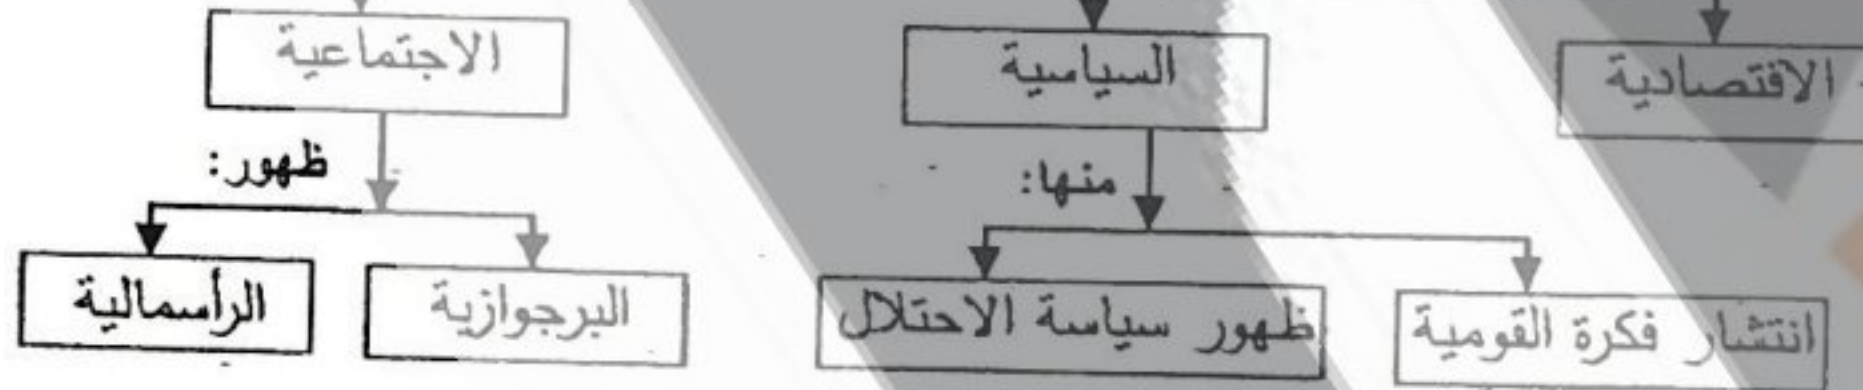 الاقتصادية
السياسية
الاجتماعية
منها:
ظهور:
انتشار فكرة القومية
ظهور سياسة الاحتلال
البرجوازية
الرأسمالية